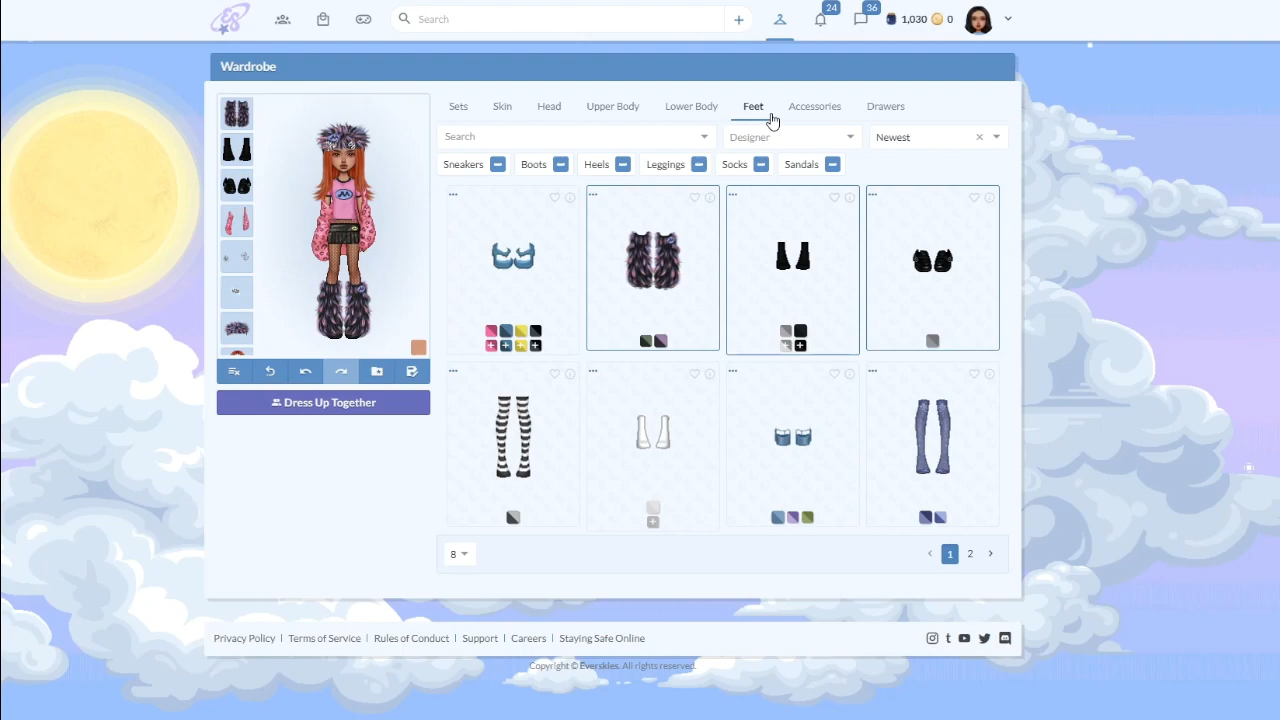 ES
Search
24
36
1,030
0
Wardrobe
Sets
Skin
Head
Upper Body
Lower Body
Feet
Accessories
Drawers
Search
Designer
Newest
Sneakers
Boots
Heels
Leggings
Socks
Sandals
Dress Up Together
8
1
2
Privacy Policy | Terms of Service | Rules of Conduct | Support | Careers | Staying Safe Online
Copyright © Everskies. All rights reserved.